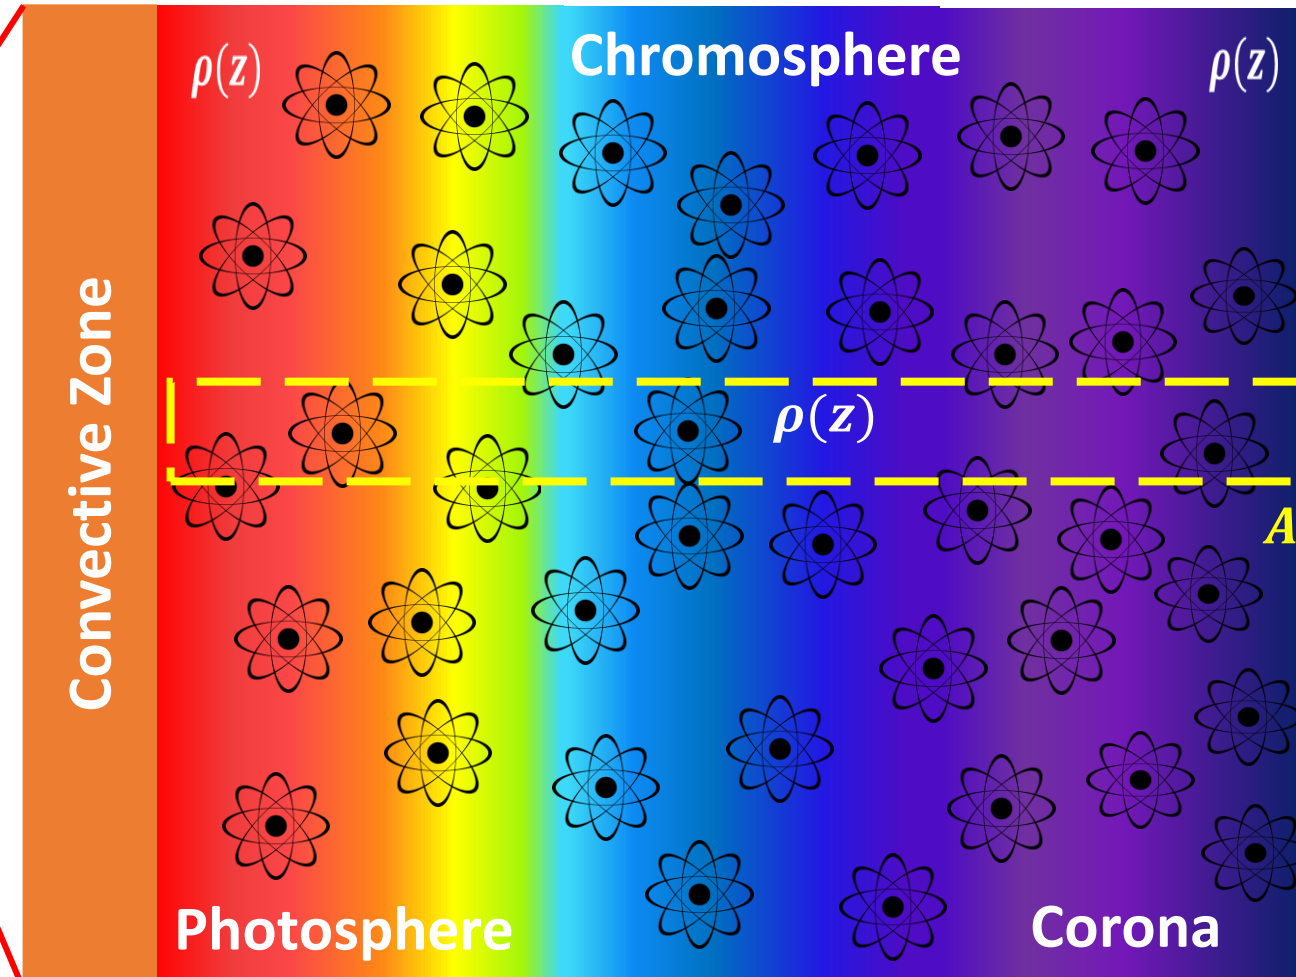 ρ(z)
Chromosphere
ρ(z)
Convective Zone
ρ(z)
A
Photosphere
Corona